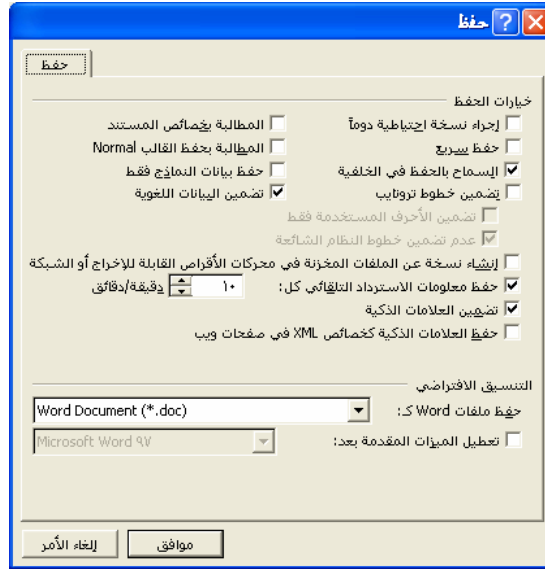 حفظ
حفظ
خيارات الحفظ
إجراء نسخة احتياطية دوماً
المطالبة بخصائص المستند
حفظ سريع
المطالبة بحفظ القالب Normal
السماح بالحفظ في الخلفية
حفظ بيانات النماذج فقط
تضمين خطوط تروتايب
تضمين البيانات اللغوية
تضمين الأحرف المستخدمة فقط
عدم تضمين خطوط النظام الشائعة
إنشاء نسخة عن الملفات المخزنة في محركات الأقراص القابلة للإخراج أو الشبكة
حفظ معلومات الاسترداد التلقائي كل: ١٠ دقيقة/دقائق
تضمين العلامات الذكية
حفظ العلامات الذكية كخصائص XML في صفحات ويب
التنسيق الافتراضي
حفظ ملفات Word كـ: Word Document (*.doc)
تعطيل الميزات المقدمة بعد: Microsoft Word ٩٧
موافق
إلغاء الأمر